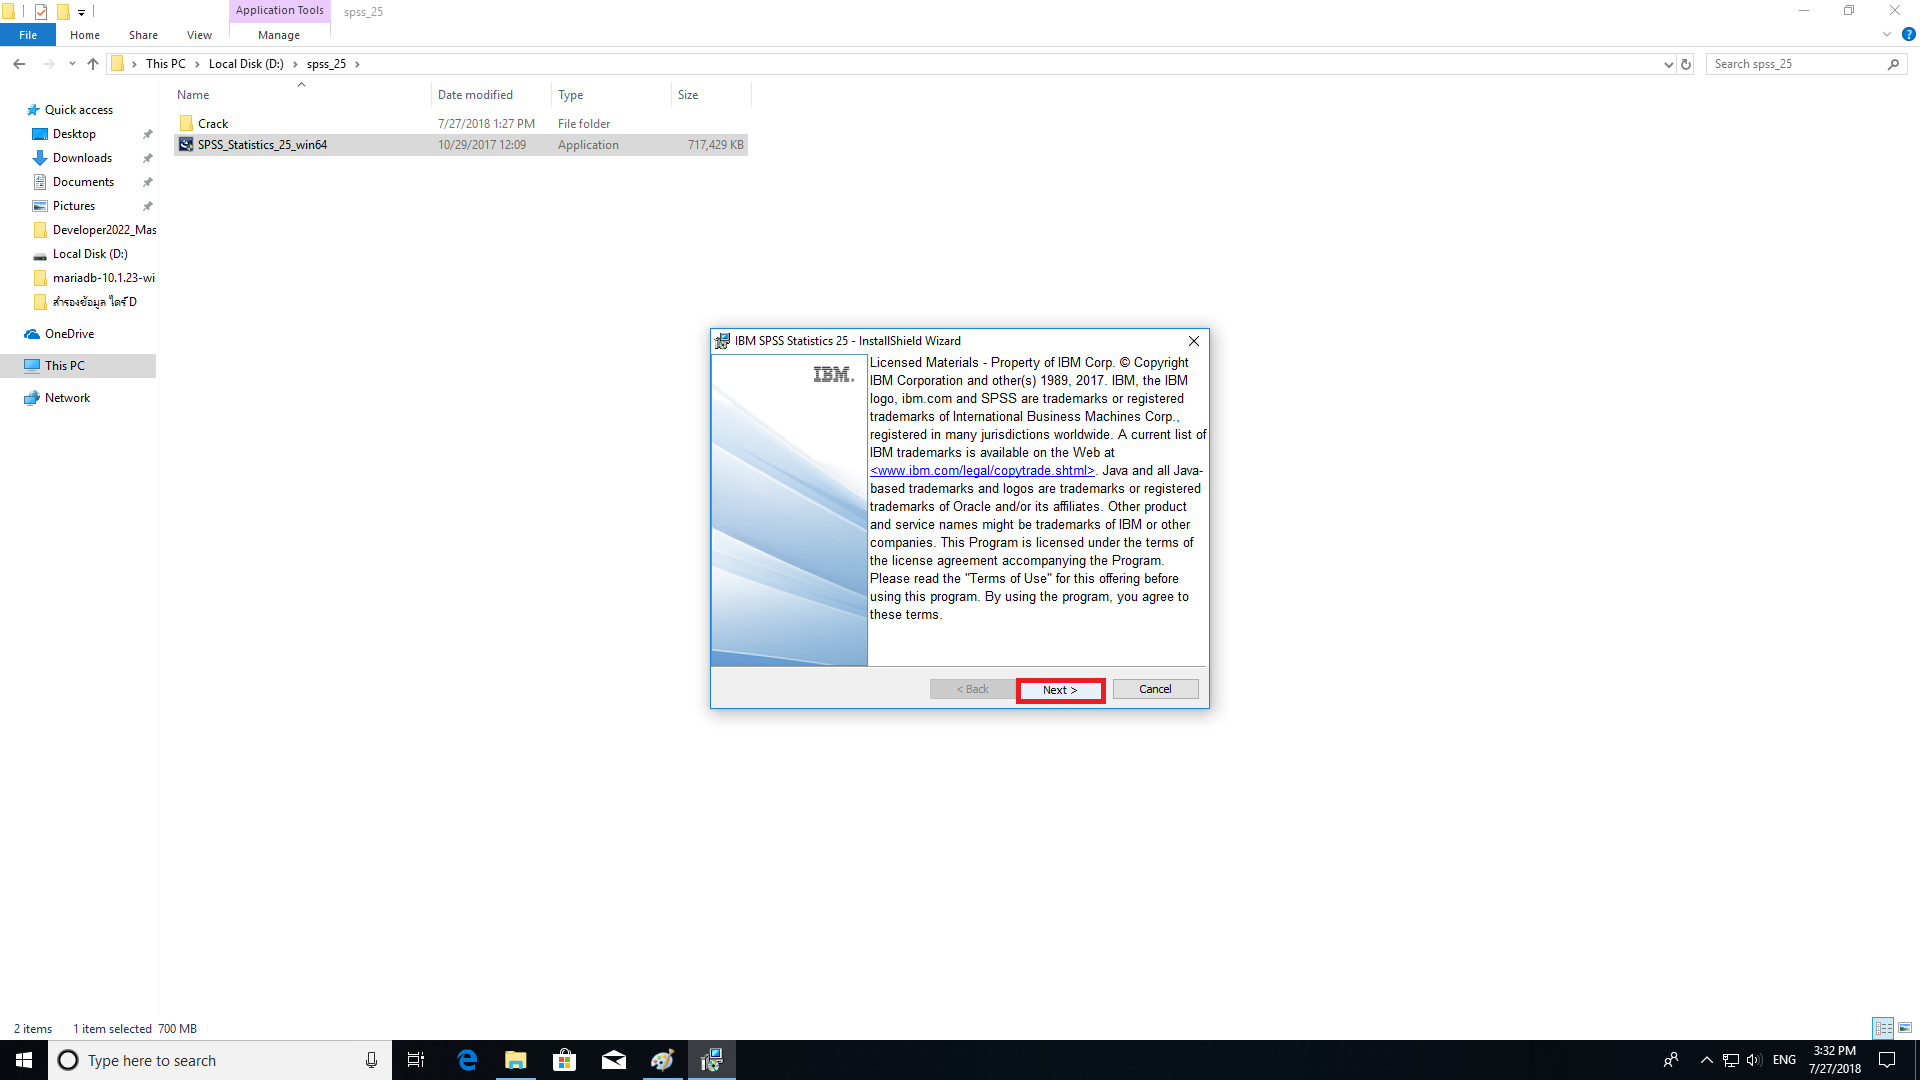 Application Tools
spss_25
File
Home
Share
View
Manage
This PC
Local Disk (D:)
spss_25
Search spss_25
Name
Date modified
Type
Size
Quick access
Desktop
Downloads
Documents
Pictures
Developer2022_Mas
Local Disk (D:)
mariadb-10.1.23-wi
สำรองข้อมูล ไดร์ D
OneDrive
This PC
Network
Crack
7/27/2018 1:27 PM
File folder
SPSS_Statistics_25_win64
10/29/2017 12:09
Application
717,429 KB
IBM SPSS Statistics 25 - InstallShield Wizard
IBM.
Licensed Materials - Property of IBM Corp. © Copyright
IBM Corporation and other(s) 1989, 2017. IBM, the IBM
logo, ibm.com and SPSS are trademarks or registered
trademarks of International Business Machines Corp.,
registered in many jurisdictions worldwide. A current list of
IBM trademarks is available on the Web at
<www.ibm.com/legal/copytrade.shtml>. Java and all Java-
based trademarks and logos are trademarks or registered
trademarks of Oracle and/or its affiliates. Other product
and service names might be trademarks of IBM or other
companies. This Program is licensed under the terms of
the license agreement accompanying the Program.
Please read the "Terms of Use" for this offering before
using this program. By using the program, you agree to
these terms.
< Back
Next >
Cancel
2 items
1 item selected 700 MB
Type here to search
ENG
3:32 PM
7/27/2018